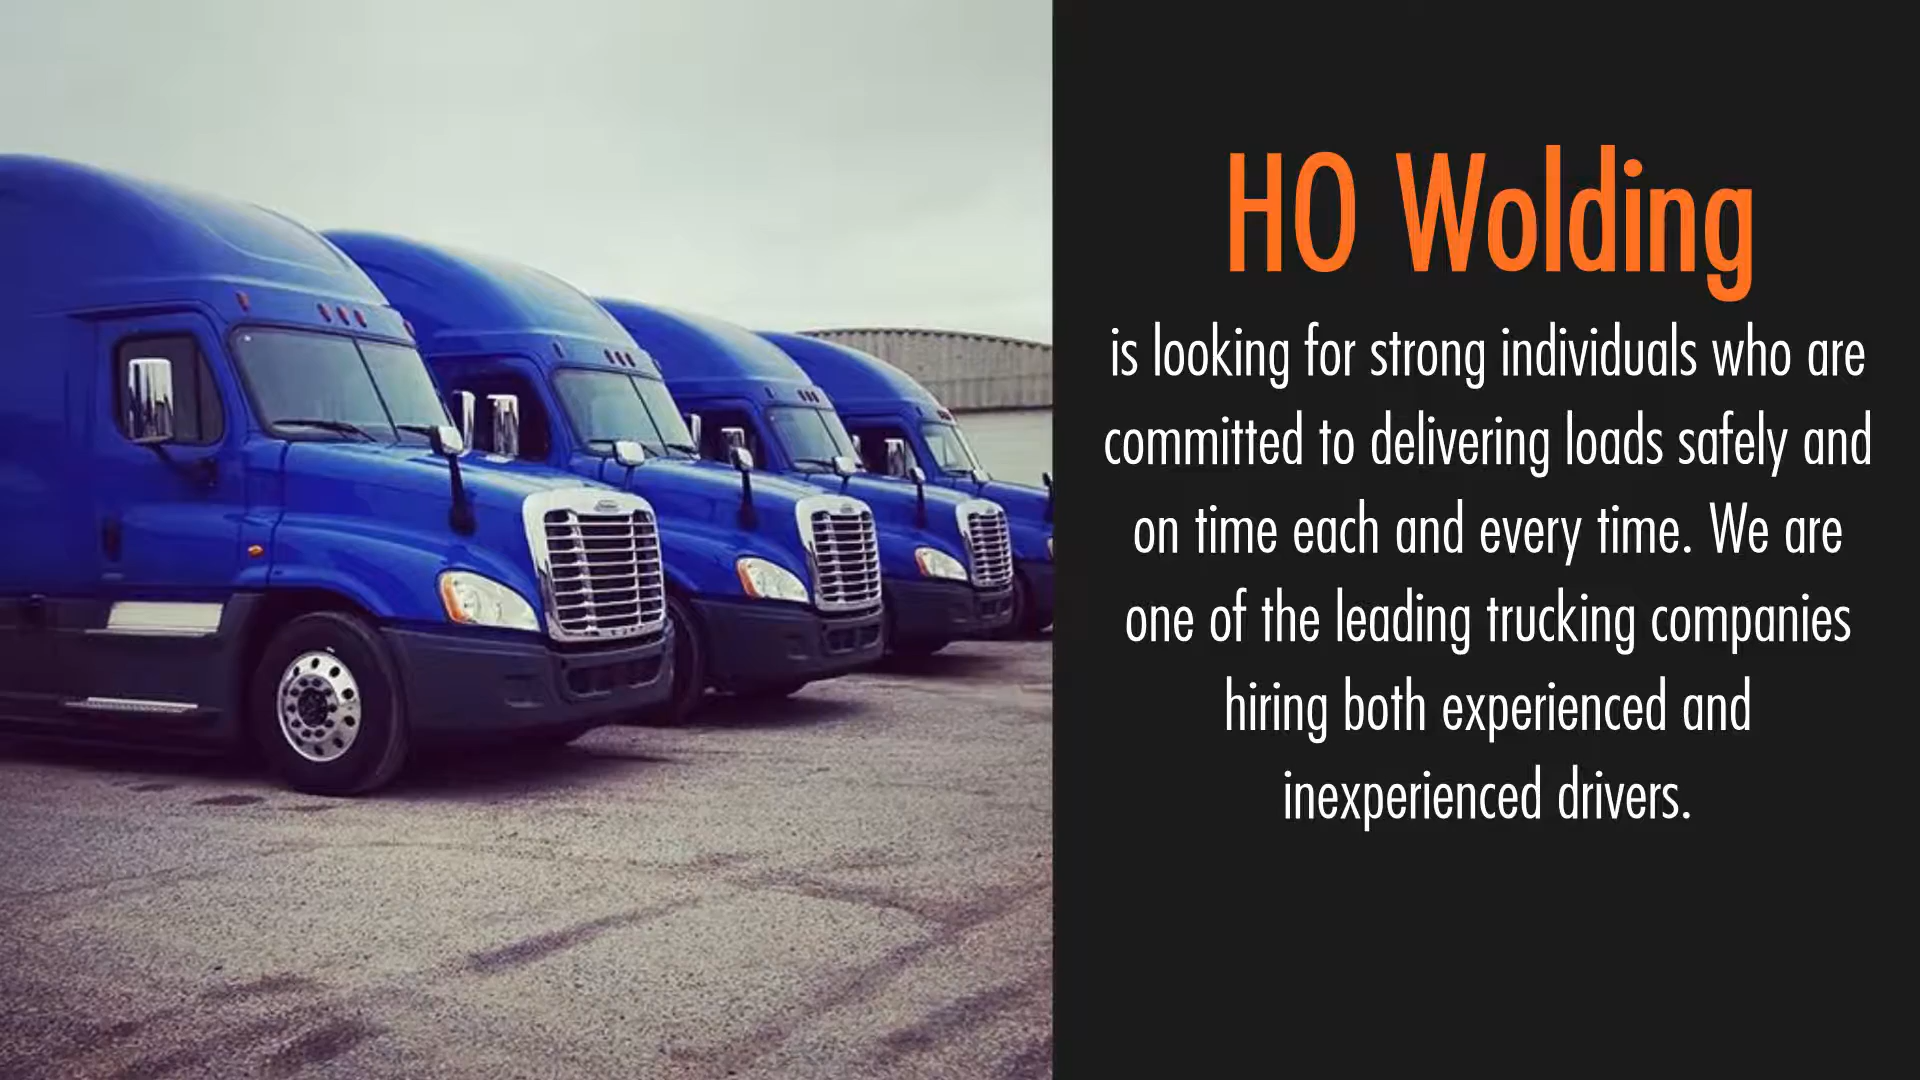 HO Wolding
is looking for strong individuals who are
committed to delivering loads safely and
on time each and every time. We are
one of the leading trucking companies
hiring both experienced and
inexperienced drivers.